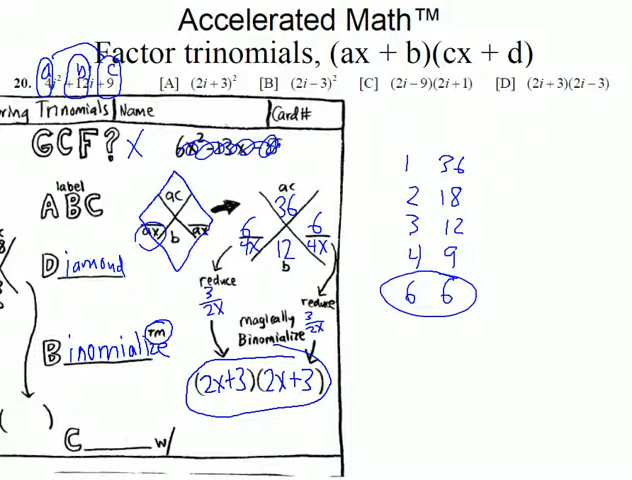 Accelerated Math™
Factor trinomials, (ax + b)(cx + d)
a b c
20. 4i² +12i+9 [A] (2i+3)² [B] (2i−3)² [C] (2i−9)(2i+1) [D] (2i+3)(2i−3)
ring Trinomials Name Card#
GCF? X
label
ABC
ac
ax b ax
ac
36
6/4X 6/4X
12
b
1 36
2 18
3 12
4 9
6 6
Diamond
reduce
3/2X
reduce
3/2X
magically
Binomialize
Binomialize™
(2x+3)(2x+3)
( )
C______ w/